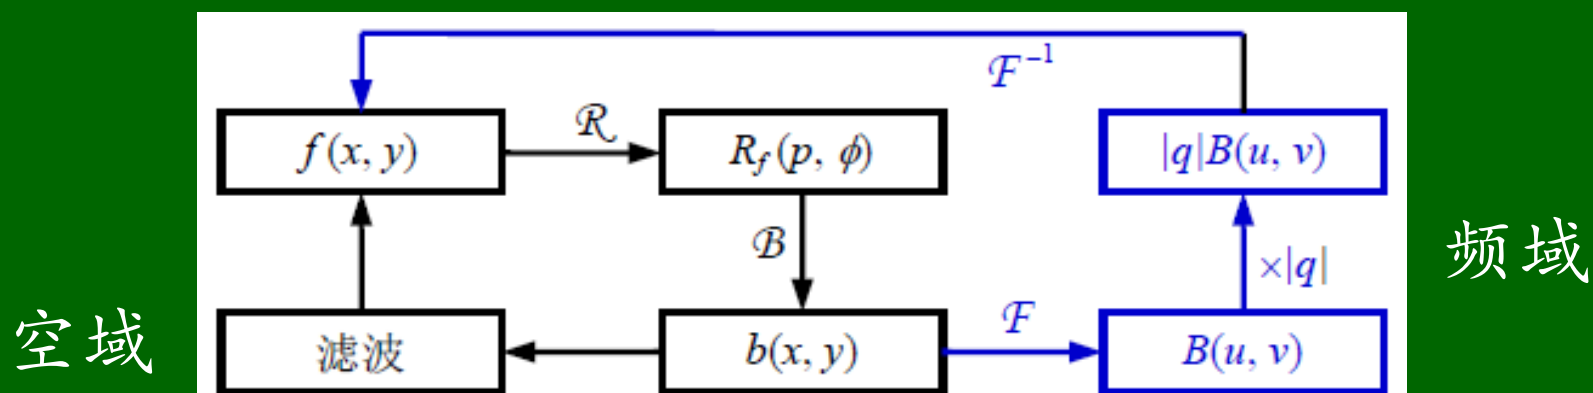 ℱ⁻¹
f(x, y)
ℛ
R_f(p, ϕ)
|q|B(u, v)
ℬ
×|q|
频域
空域
滤波
b(x, y)
ℱ
B(u, v)